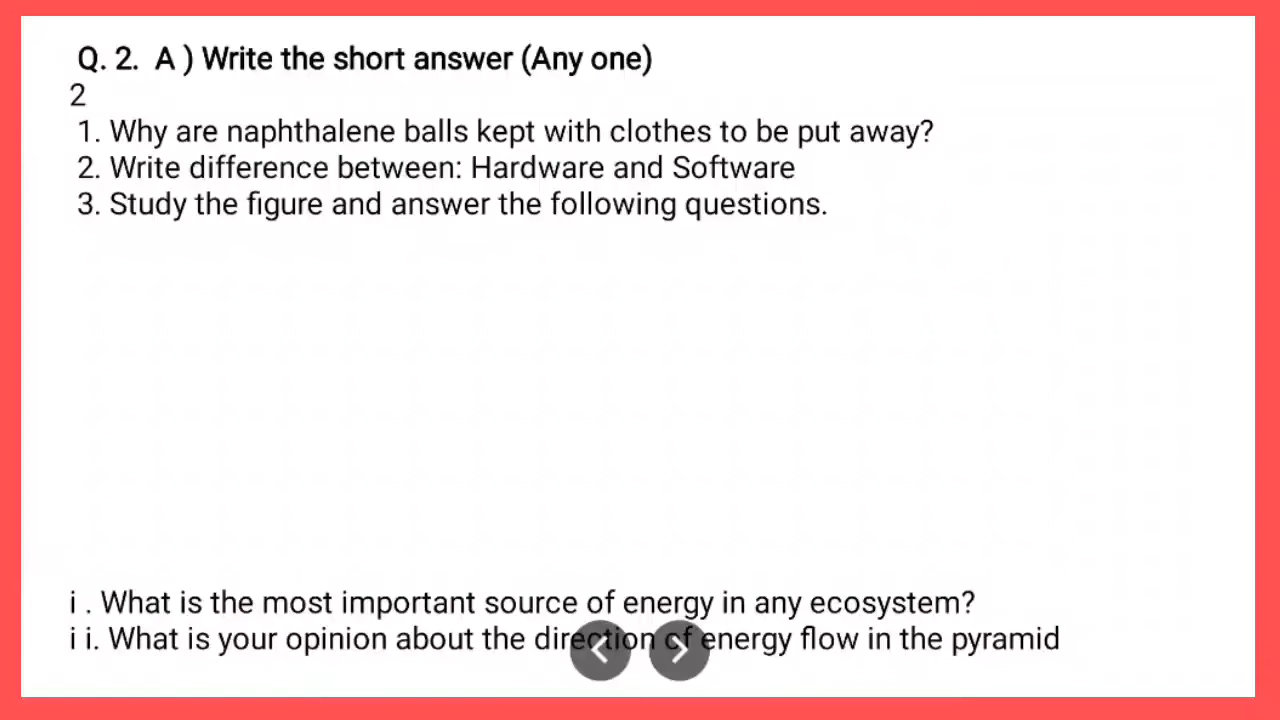 Q. 2. A ) Write the short answer (Any one)
2
1. Why are naphthalene balls kept with clothes to be put away?
2. Write difference between: Hardware and Software
3. Study the figure and answer the following questions.
i . What is the most important source of energy in any ecosystem?
i i. What is your opinion about the direction of energy flow in the pyramid